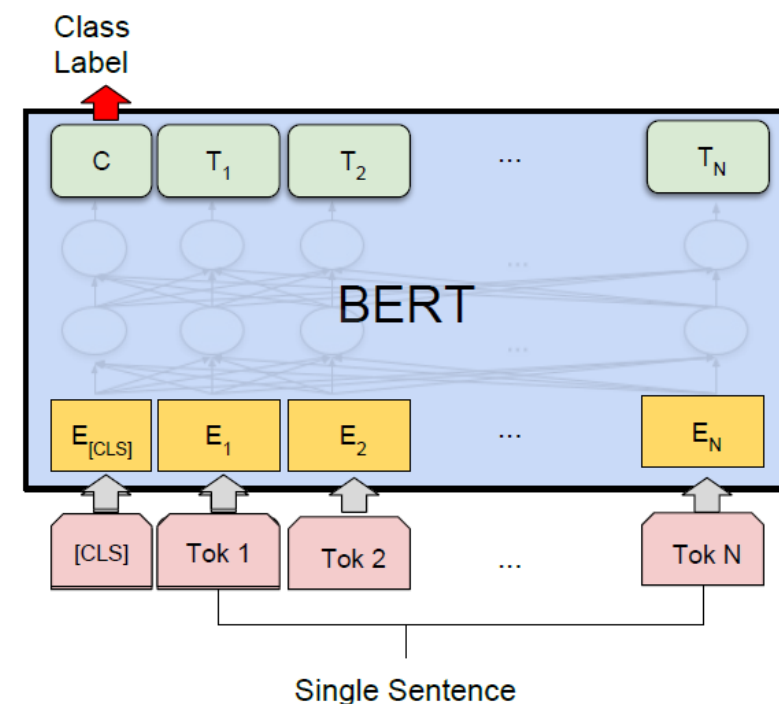 Class
Label
C T1 T2 ... TN
...
BERT
...
E[CLS] E1 E2 ... EN
[CLS] Tok 1 Tok 2 ... Tok N
Single Sentence